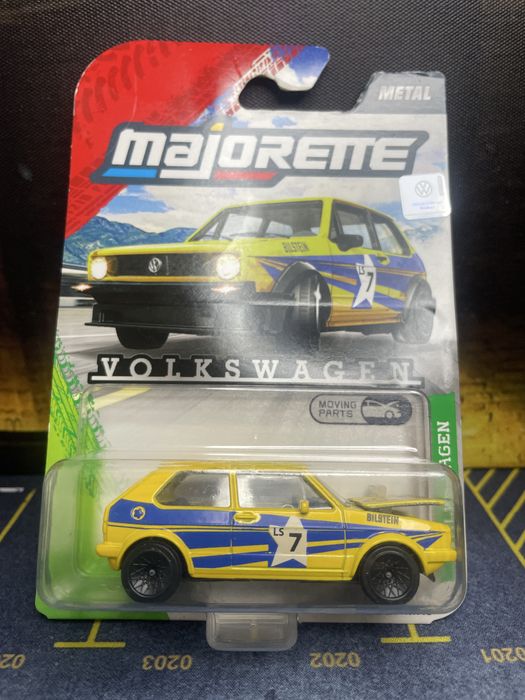 METAL
majorette
BILSTEIN
LS
7
VOLKSWAGEN
MOVING
PARTS
AGEN
BILSTEIN
LS
7
0203
0202
0201